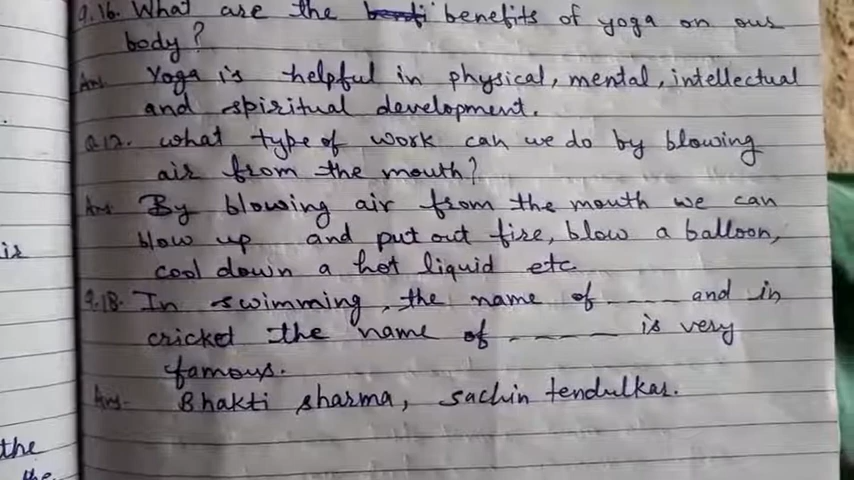 Q.16. What are the benefits of yoga on our
body?
Ans. Yoga is helpful in physical, mental, intellectual
and spiritual development.
Q.17. what type of work can we do by blowing
air from the mouth?
Ans By blowing air from the mouth we can
blow up and put out fire, blow a balloon,
cool down a hot liquid etc
Q.18. In swimming, the name of ---- and in
cricket the name of ------ is very
famous.
Ans. Bhakti sharma, sachin tendulkar.
is
the
the